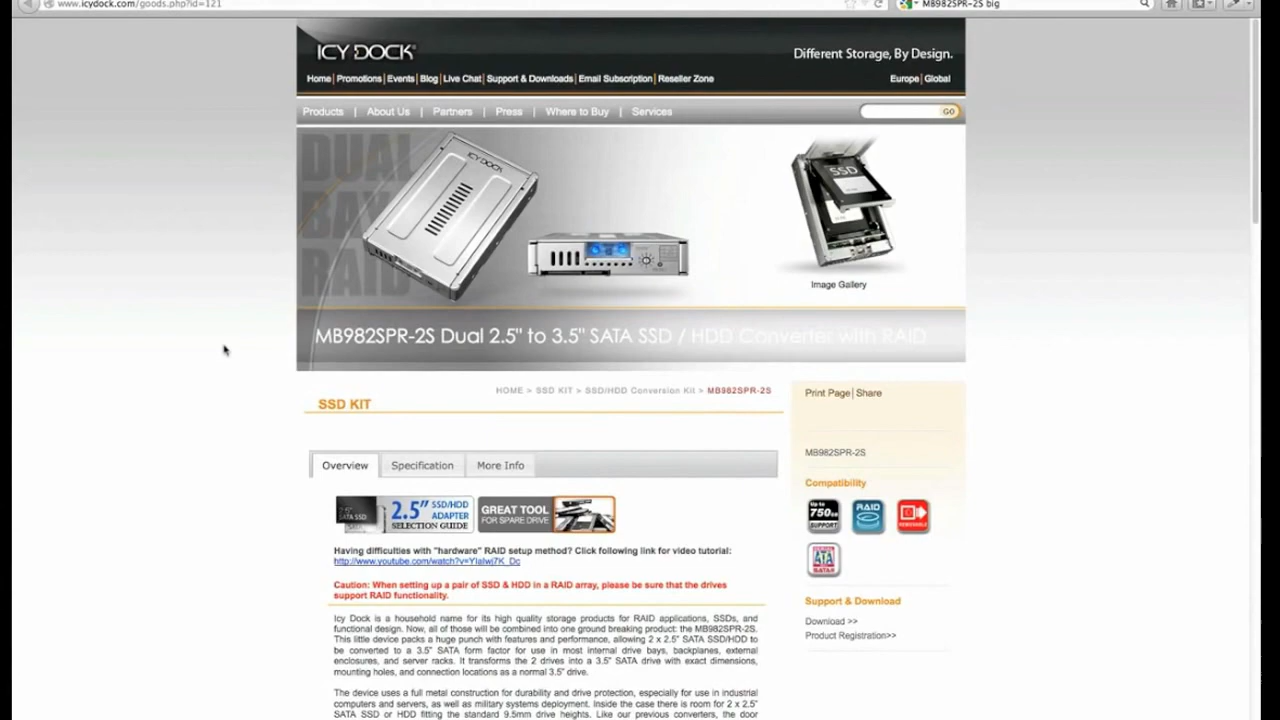 www.icydock.com/goods.php?id=121
MB982SPR-2S big
ICY DOCK
Different Storage, By Design.
Home | Promotions | Events | Blog | Live Chat | Support & Downloads | Email Subscription | Reseller Zone
Europe | Global
Products | About Us | Partners | Press | Where to Buy | Services
GO
DUAL
BAY
RAID
ICY DOCK
SSD
Image Gallery
MB982SPR-2S Dual 2.5" to 3.5" SATA SSD / HDD Converter with RAID
HOME > SSD KIT > SSD/HDD Conversion Kit > MB982SPR-2S
SSD KIT
Print Page | Share
MB982SPR-2S
Compatibility
Up to
750GB
SUPPORT
RAID
REMOVABLE
SATA
Support & Download
Download >>
Product Registration>>
Overview
Specification
More Info
2.5" SSD/HDD
ADAPTER
SELECTION GUIDE
GREAT TOOL
FOR SPARE DRIVE
Having difficulties with "hardware" RAID setup method? Click following link for video tutorial:
Caution: When setting up a pair of SSD & HDD in a RAID array, please be sure that the drives
support RAID functionality.
Icy Dock is a household name for its high quality storage products for RAID applications, SSDs, and
functional design. Now, all of those will be combined into one ground breaking product: the MB982SPR-2S.
This little device packs a huge punch with features and performance, allowing 2 x 2.5" SATA SSD/HDD to
be converted to a 3.5" SATA form factor for use in most internal drive bays, backplanes, external
enclosures, and server racks. It transforms the 2 drives into a 3.5" SATA drive with exact dimensions,
mounting holes, and connection locations as a normal 3.5" drive.
The device uses a full metal construction for durability and drive protection, especially for use in industrial
computers and servers, as well as military systems deployment. Inside the case there is room for 2 x 2.5"
SATA SSD or HDD fitting the standard 9.5mm drive heights. Like our previous converters, the door